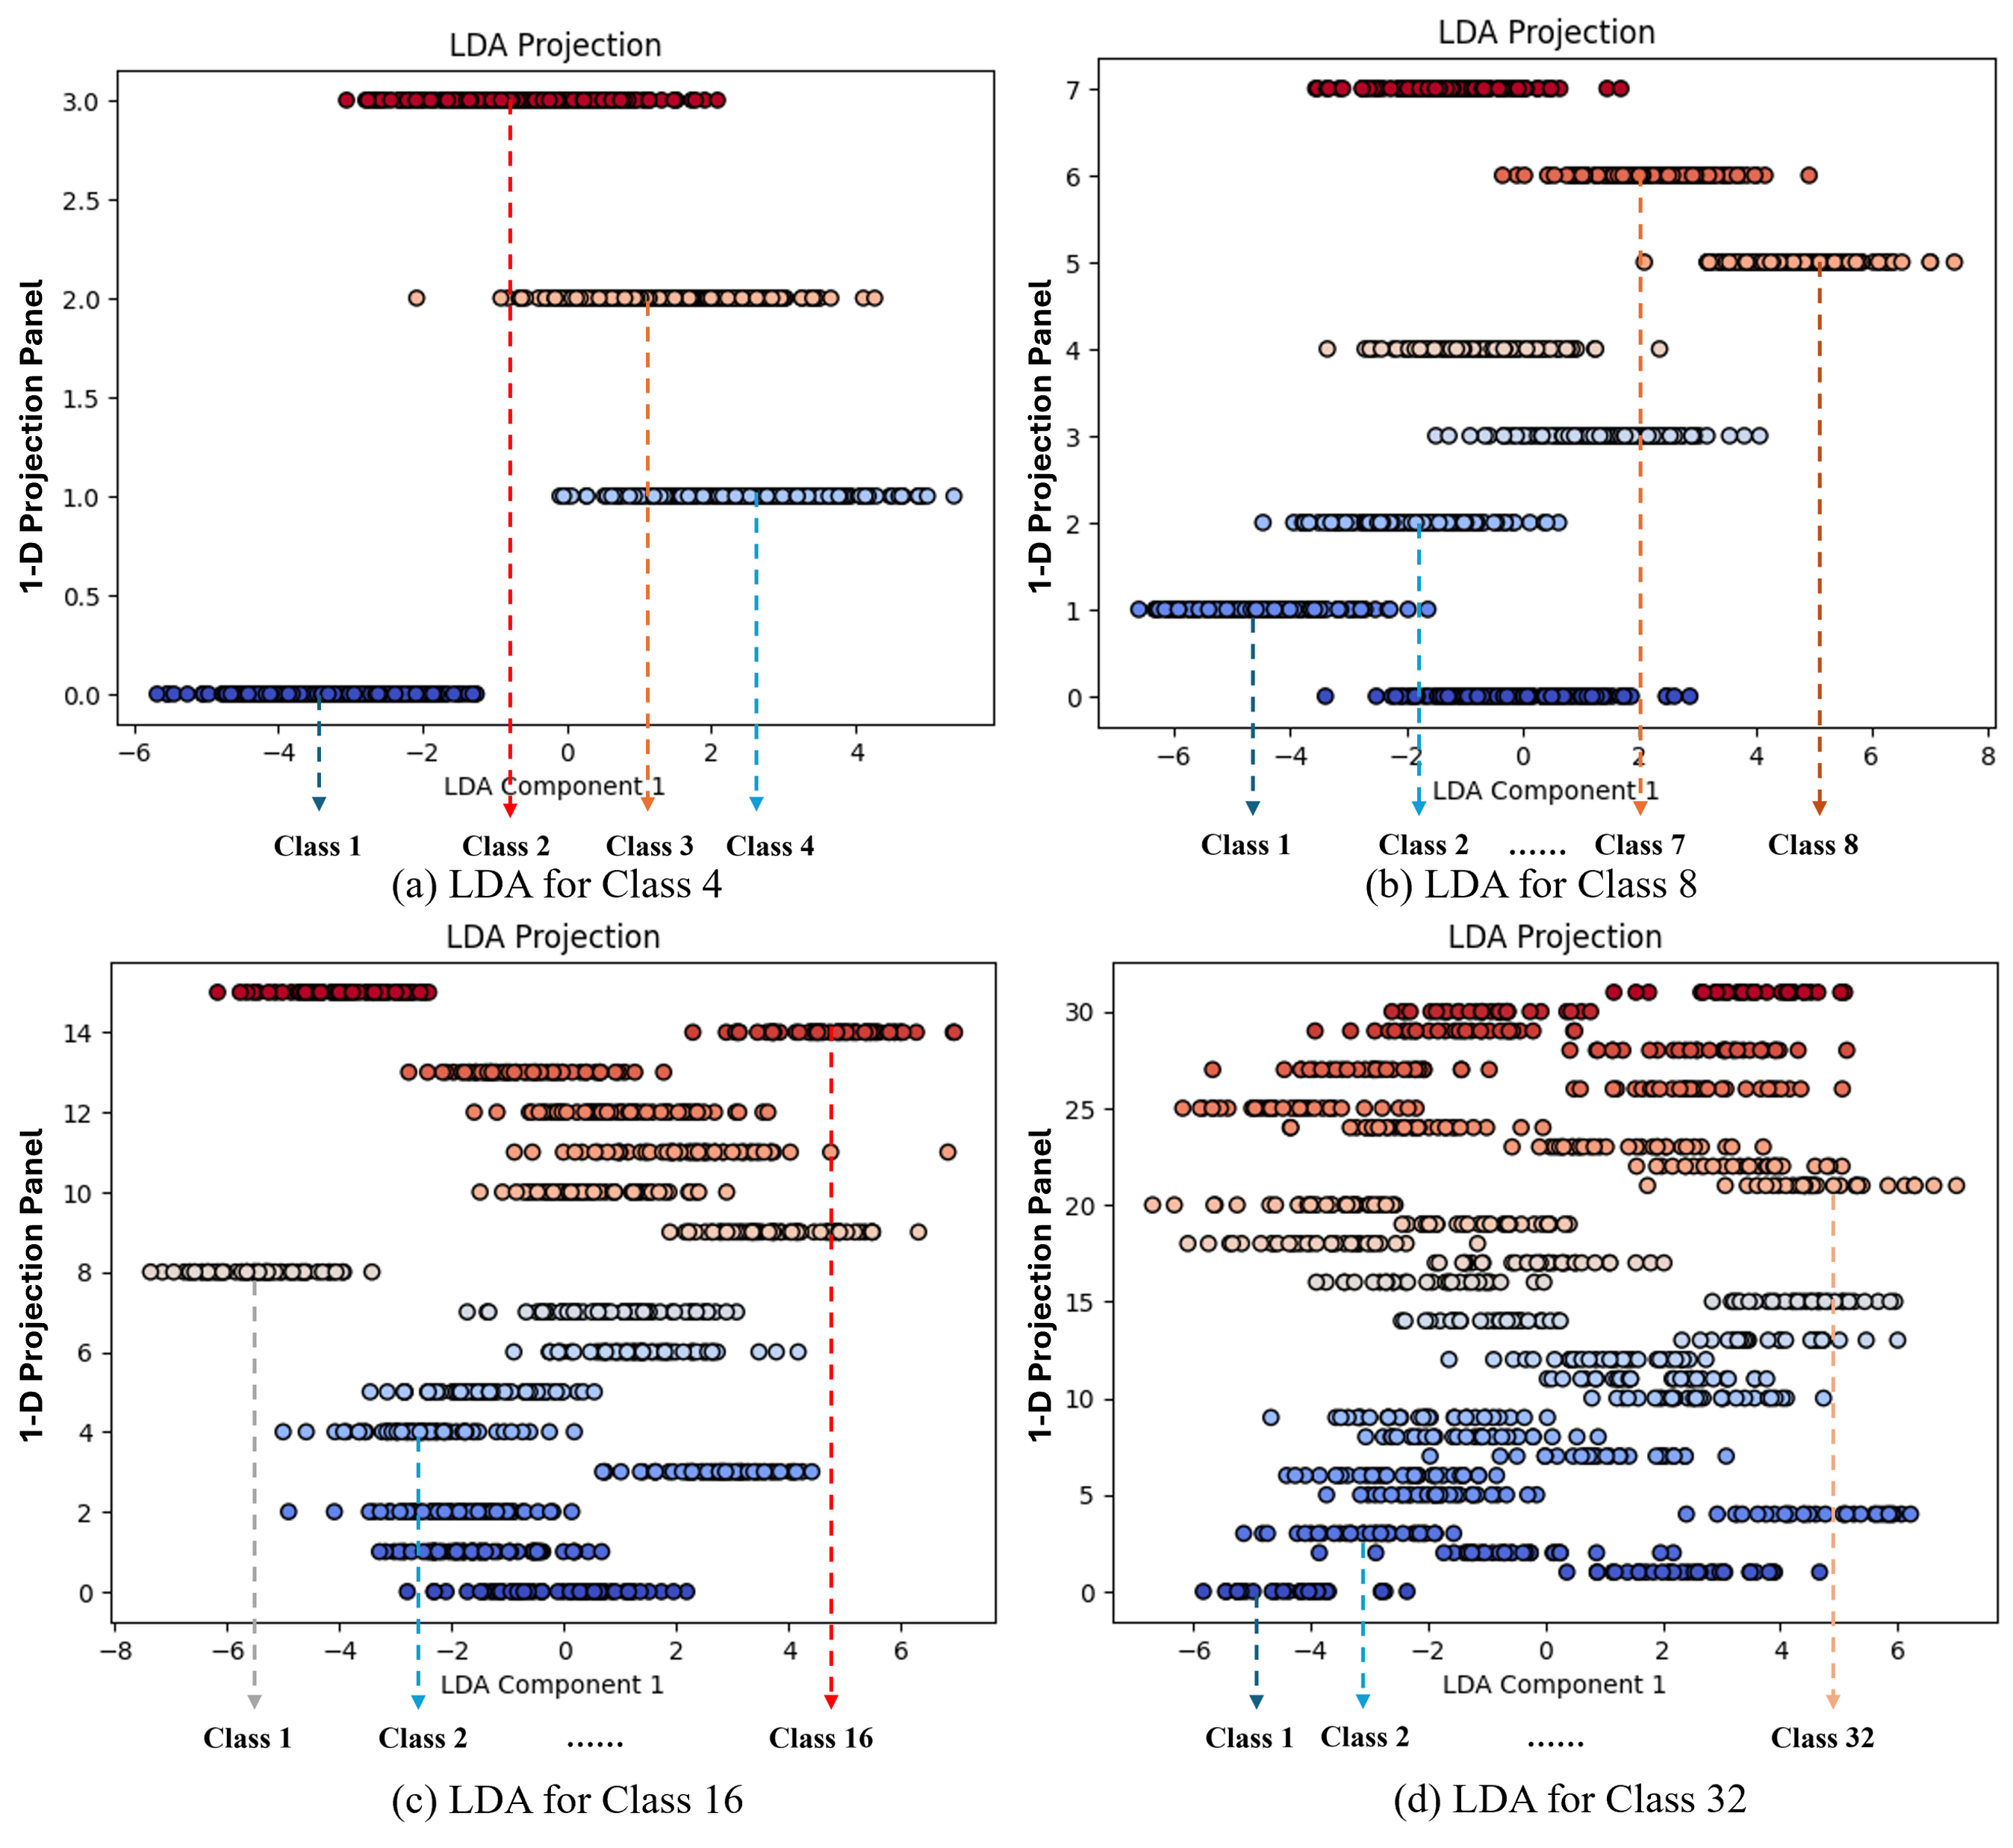 LDA Projection
1-D Projection Panel
3.0
2.5
2.0
1.5
1.0
0.5
0.0
−6 −4 −2 0 2 4
LDA Component 1
Class 1 Class 2 Class 3 Class 4
(a) LDA for Class 4
LDA Projection
1-D Projection Panel
7
6
5
4
3
2
1
0
−6 −4 −2 0 2 4 6 8
LDA Component 1
Class 1 Class 2 ...... Class 7 Class 8
(b) LDA for Class 8
LDA Projection
1-D Projection Panel
14
12
10
8
6
4
2
0
−8 −6 −4 −2 0 2 4 6
LDA Component 1
Class 1 Class 2 ...... Class 16
(c) LDA for Class 16
LDA Projection
1-D Projection Panel
30
25
20
15
10
5
0
−6 −4 −2 0 2 4 6
LDA Component 1
Class 1 Class 2 ...... Class 32
(d) LDA for Class 32